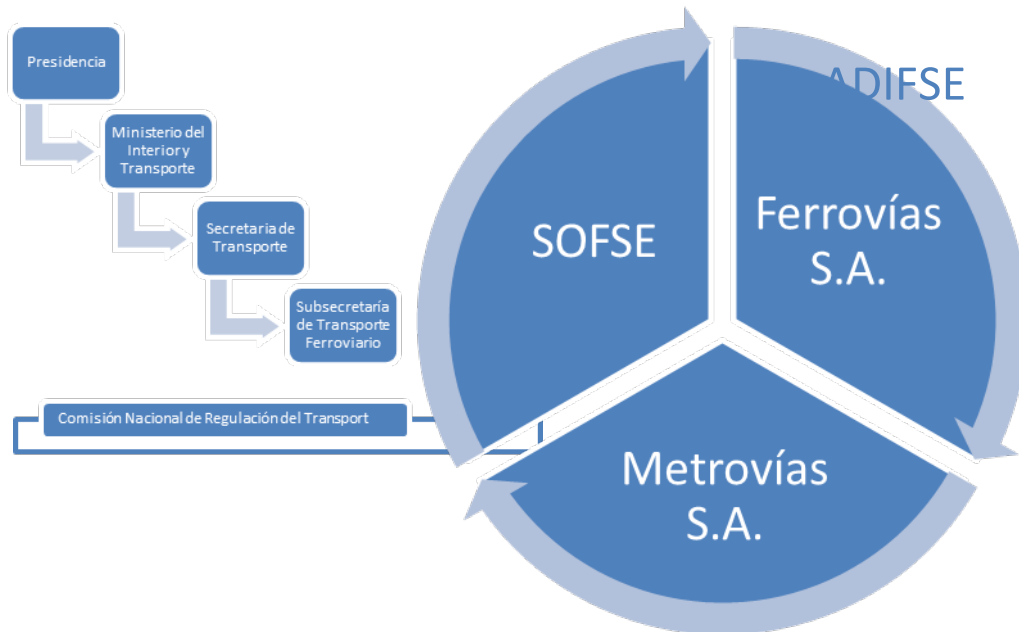 Presidencia
Ministerio del
Interior y
Transporte
Secretaria de
Transporte
Subsecretaría
de Transporte
Ferroviario
Comisión Nacional de Regulación del Transport
ADIFSE
SOFSE
Ferrovías
S.A.
Metrovías
S.A.